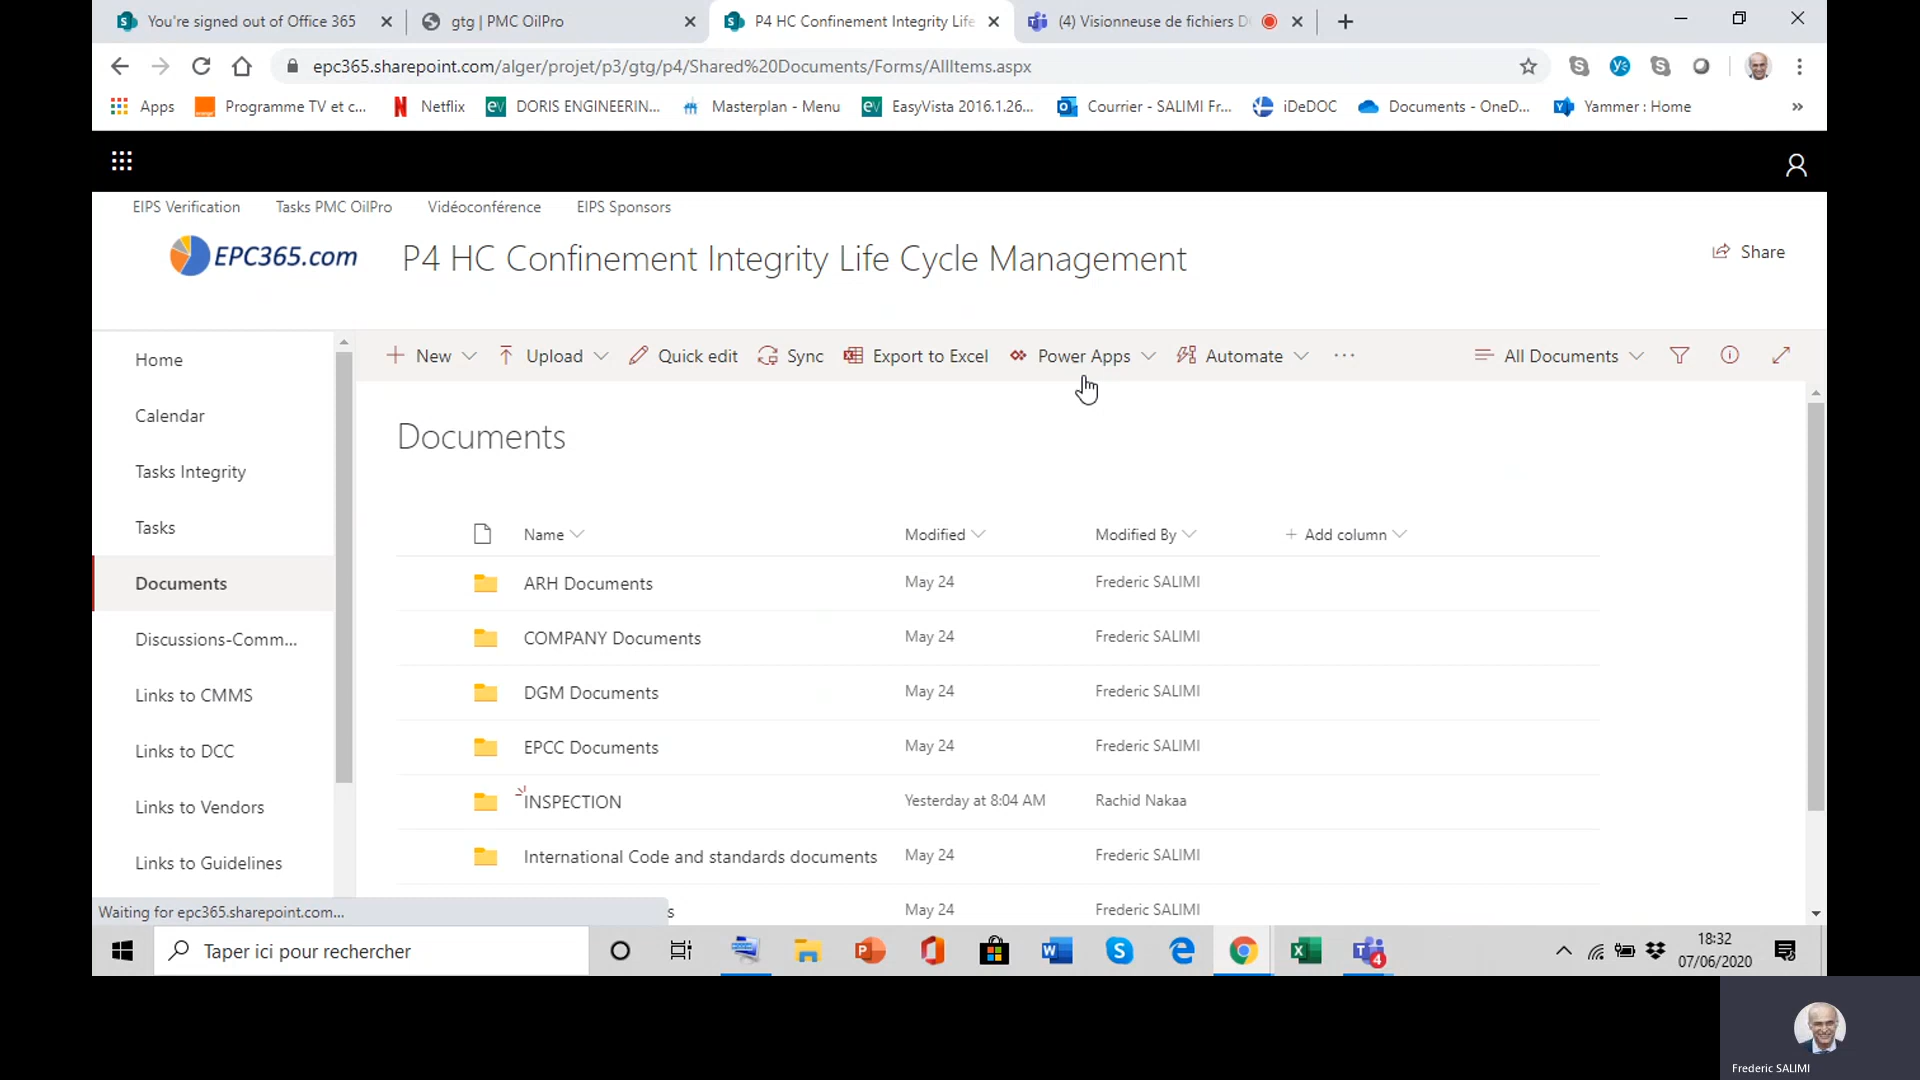 You're signed out of Office 365
gtg | PMC OilPro
P4 HC Confinement Integrity Life
(4) Visionneuse de fichiers D
epc365.sharepoint.com/alger/projet/p3/gtg/p4/Shared%20Documents/Forms/AllItems.aspx
Apps
Programme TV et c...
Netflix
DORIS ENGINEERIN...
Masterplan - Menu
EasyVista 2016.1.26...
Courrier - SALIMI Fr...
iDeDOC
Documents - OneD...
Yammer : Home
»
EIPS Verification
Tasks PMC OilPro
Vidéoconférence
EIPS Sponsors
EPC365.com
P4 HC Confinement Integrity Life Cycle Management
Share
Home
Calendar
Tasks Integrity
Tasks
Documents
Discussions-Comm...
Links to CMMS
Links to DCC
Links to Vendors
Links to Guidelines
New
Upload
Quick edit
Sync
Export to Excel
Power Apps
Automate
...
All Documents
Documents
Name
Modified
Modified By
+ Add column
ARH Documents
May 24
Frederic SALIMI
COMPANY Documents
May 24
Frederic SALIMI
DGM Documents
May 24
Frederic SALIMI
EPCC Documents
May 24
Frederic SALIMI
INSPECTION
Yesterday at 8:04 AM
Rachid Nakaa
International Code and standards documents
May 24
Frederic SALIMI
s
May 24
Frederic SALIMI
Waiting for epc365.sharepoint.com...
Taper ici pour rechercher
4
18:32
07/06/2020
Frederic SALIMI